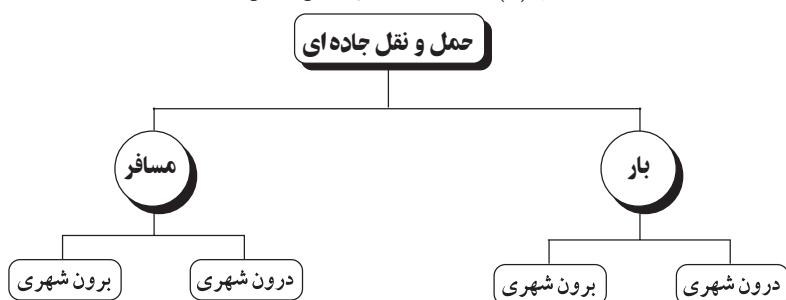 حمل و نقل جاده ای
بار
مسافر
درون شهری
برون شهری
درون شهری
برون شهری